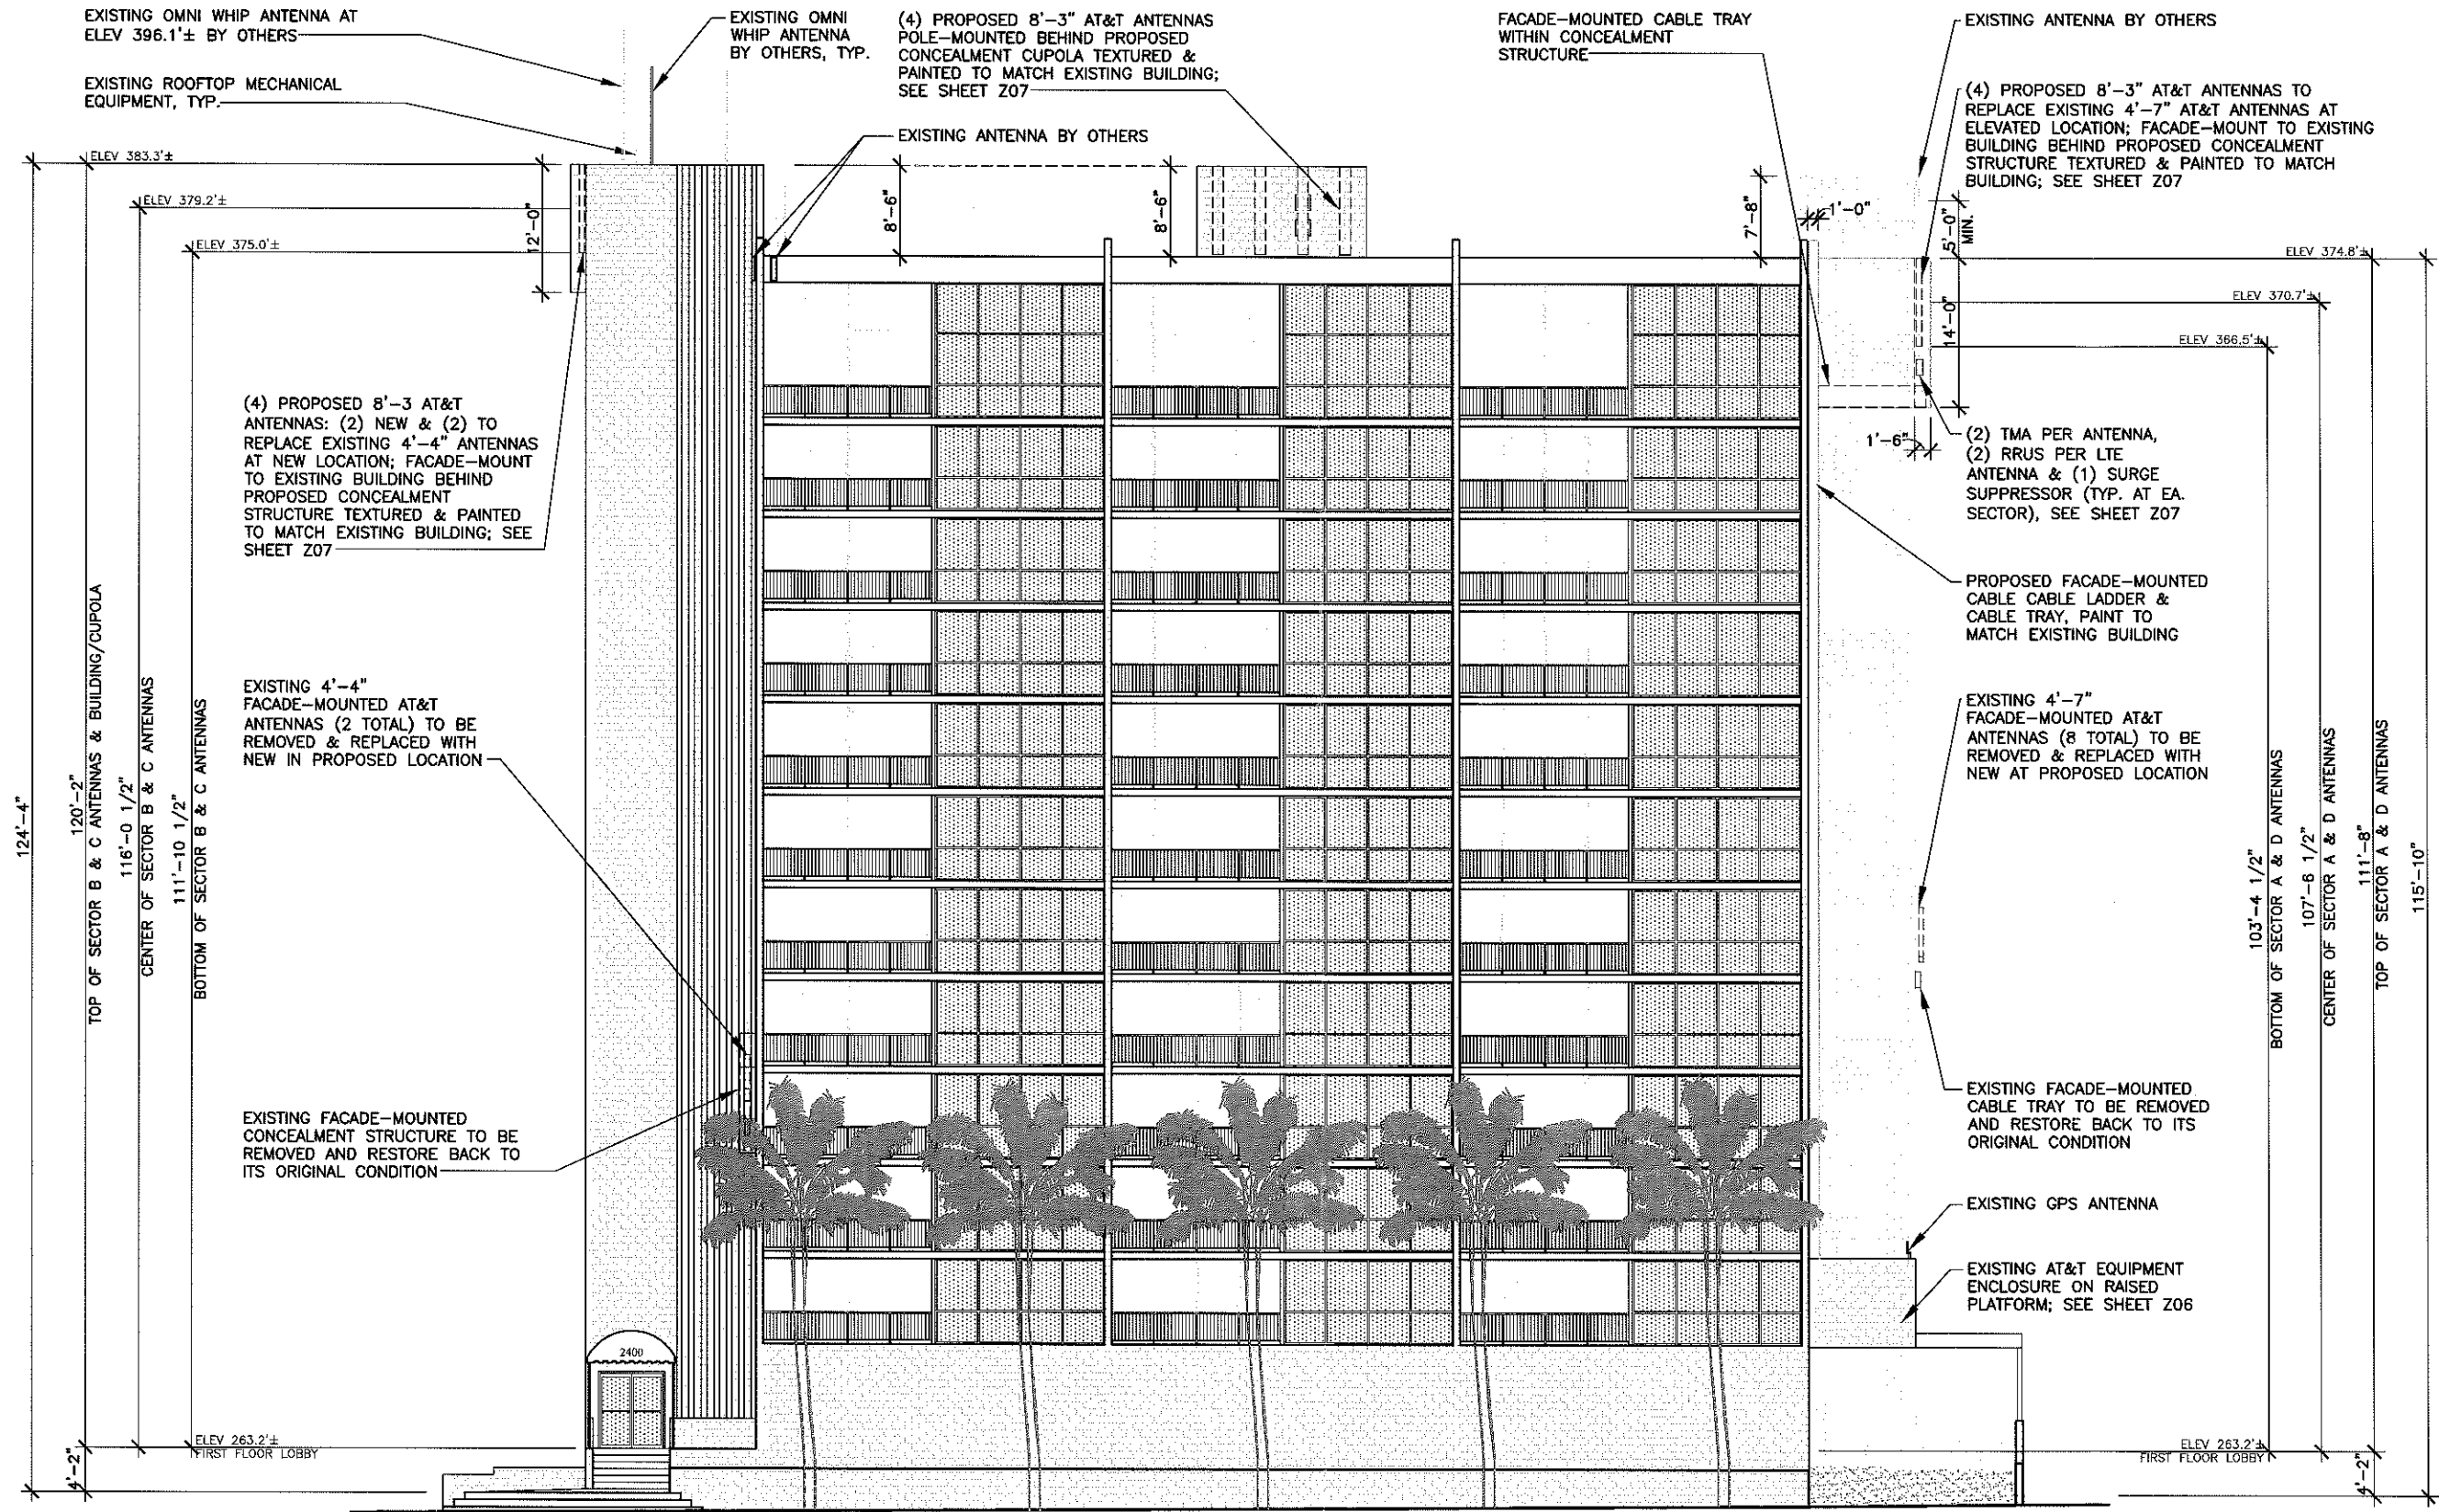 EXISTING OMNI WHIP ANTENNA AT
ELEV 396.1'± BY OTHERS
EXISTING ROOFTOP MECHANICAL
EQUIPMENT, TYP.
EXISTING OMNI
WHIP ANTENNA
BY OTHERS, TYP.
(4) PROPOSED 8'-3" AT&T ANTENNAS
POLE-MOUNTED BEHIND PROPOSED
CONCEALMENT CUPOLA TEXTURED &
PAINTED TO MATCH EXISTING BUILDING;
SEE SHEET Z07
EXISTING ANTENNA BY OTHERS
FACADE-MOUNTED CABLE TRAY
WITHIN CONCEALMENT
STRUCTURE
EXISTING ANTENNA BY OTHERS
(4) PROPOSED 8'-3" AT&T ANTENNAS TO
REPLACE EXISTING 4'-7" AT&T ANTENNAS AT
ELEVATED LOCATION; FACADE-MOUNT TO EXISTING
BUILDING BEHIND PROPOSED CONCEALMENT
STRUCTURE TEXTURED & PAINTED TO MATCH
BUILDING; SEE SHEET Z07
ELEV 383.3'±
ELEV 379.2'±
ELEV 375.0'±
12'-0"
8'-6"
8'-6"
7'-8"
1'-0"
5'-0"
MIN.
14'-0"
1'-6"
ELEV 374.8'±
ELEV 370.7'±
ELEV 366.5'±
(4) PROPOSED 8'-3 AT&T
ANTENNAS: (2) NEW & (2) TO
REPLACE EXISTING 4'-4" ANTENNAS
AT NEW LOCATION; FACADE-MOUNT
TO EXISTING BUILDING BEHIND
PROPOSED CONCEALMENT
STRUCTURE TEXTURED & PAINTED
TO MATCH EXISTING BUILDING; SEE
SHEET Z07
(2) TMA PER ANTENNA,
(2) RRUS PER LTE
ANTENNA & (1) SURGE
SUPPRESSOR (TYP. AT EA.
SECTOR), SEE SHEET Z07
PROPOSED FACADE-MOUNTED
CABLE CABLE LADDER &
CABLE TRAY, PAINT TO
MATCH EXISTING BUILDING
EXISTING 4'-4"
FACADE-MOUNTED AT&T
ANTENNAS (2 TOTAL) TO BE
REMOVED & REPLACED WITH
NEW IN PROPOSED LOCATION
EXISTING 4'-7"
FACADE-MOUNTED AT&T
ANTENNAS (8 TOTAL) TO BE
REMOVED & REPLACED WITH
NEW AT PROPOSED LOCATION
124'-4"
120'-2"
TOP OF SECTOR B & C ANTENNAS & BUILDING/CUPOLA
116'-0 1/2"
CENTER OF SECTOR B & C ANTENNAS
111'-10 1/2"
BOTTOM OF SECTOR B & C ANTENNAS
103'-4 1/2"
BOTTOM OF SECTOR A & D ANTENNAS
107'-6 1/2"
CENTER OF SECTOR A & D ANTENNAS
111'-8"
TOP OF SECTOR A & D ANTENNAS
115'-10"
EXISTING FACADE-MOUNTED
CONCEALMENT STRUCTURE TO BE
REMOVED AND RESTORE BACK TO
ITS ORIGINAL CONDITION
EXISTING FACADE-MOUNTED
CABLE TRAY TO BE REMOVED
AND RESTORE BACK TO ITS
ORIGINAL CONDITION
EXISTING GPS ANTENNA
EXISTING AT&T EQUIPMENT
ENCLOSURE ON RAISED
PLATFORM; SEE SHEET Z06
2400
ELEV 263.2'±
FIRST FLOOR LOBBY
4'-2"
ELEV 263.2'±
FIRST FLOOR LOBBY
4'-2"